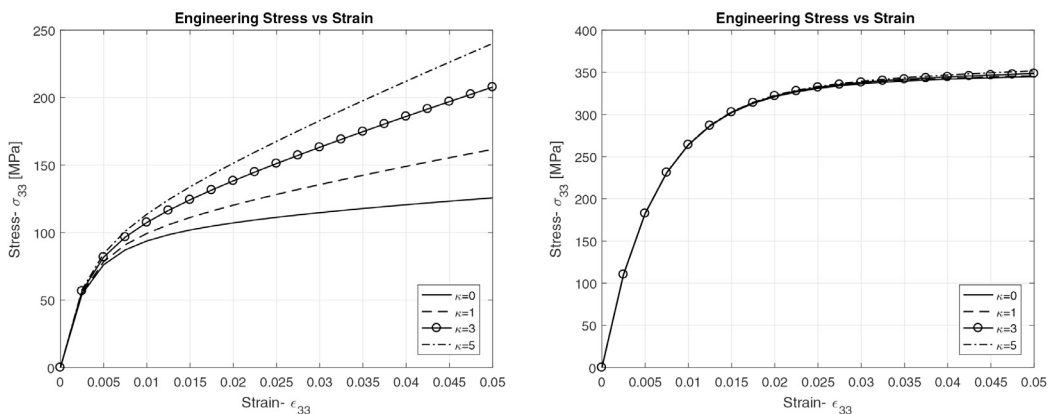 Engineering Stress vs Strain
250
200
150
100
50
0
Stress- σ33 [MPa]
κ=0
κ=1
κ=3
κ=5
0 0.005 0.01 0.015 0.02 0.025 0.03 0.035 0.04 0.045 0.05
Strain- ϵ33
Engineering Stress vs Strain
400
350
300
250
200
150
100
50
0
Stress- σ33 [MPa]
κ=0
κ=1
κ=3
κ=5
0 0.005 0.01 0.015 0.02 0.025 0.03 0.035 0.04 0.045 0.05
Strain- ϵ33